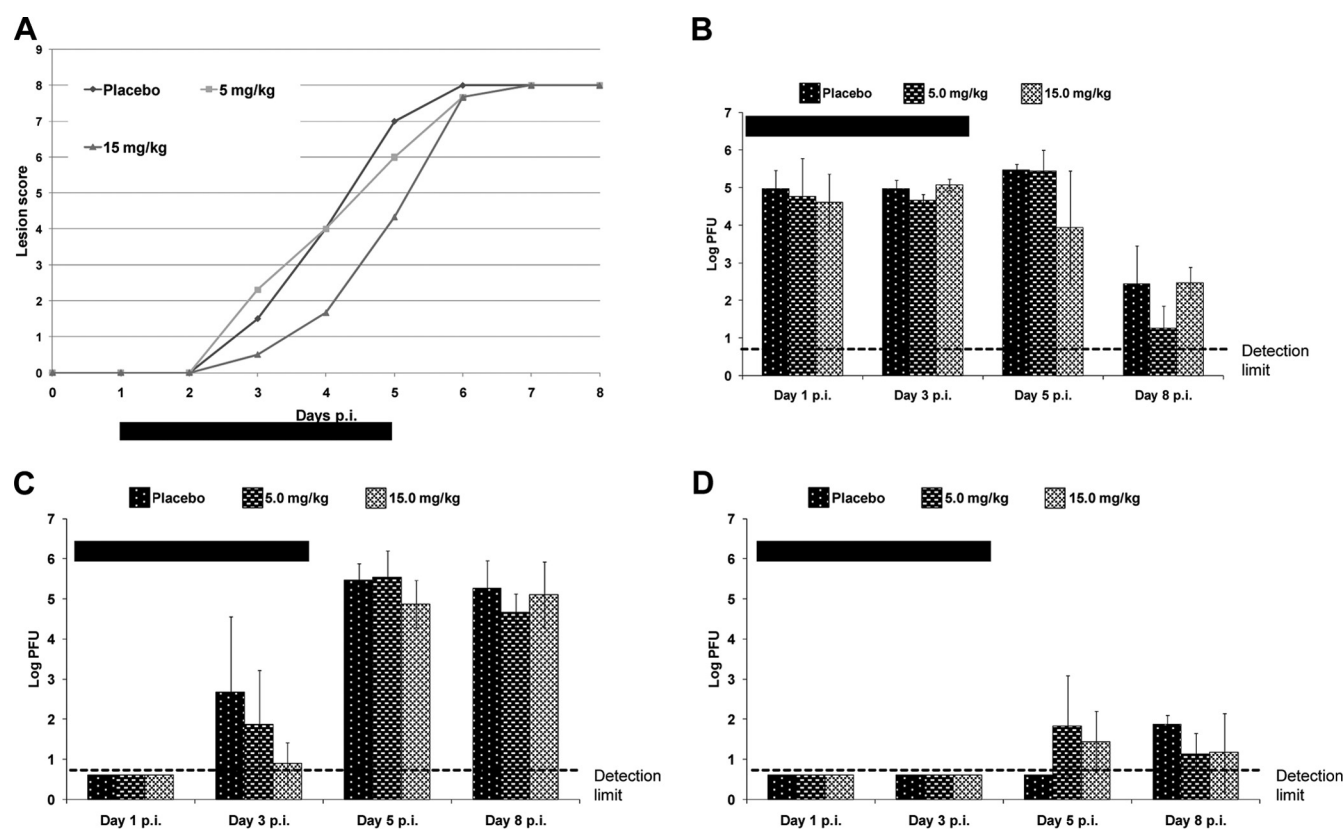 A
9
8
7
6
5
4
3
2
1
0
Lesion score
Placebo
5 mg/kg
15 mg/kg
0 1 2 3 4 5 6 7 8
Days p.i.
B
Placebo 5.0 mg/kg 15.0 mg/kg
7
6
5
4
3
2
1
0
Log PFU
Detection
limit
Day 1 p.i. Day 3 p.i. Day 5 p.i. Day 8 p.i.
C
Placebo 5.0 mg/kg 15.0 mg/kg
7
6
5
4
3
2
1
0
Log PFU
Detection
limit
Day 1 p.i. Day 3 p.i. Day 5 p.i. Day 8 p.i.
D
Placebo 5.0 mg/kg 15.0 mg/kg
7
6
5
4
3
2
1
0
Log PFU
Detection
limit
Day 1 p.i. Day 3 p.i. Day 5 p.i. Day 8 p.i.